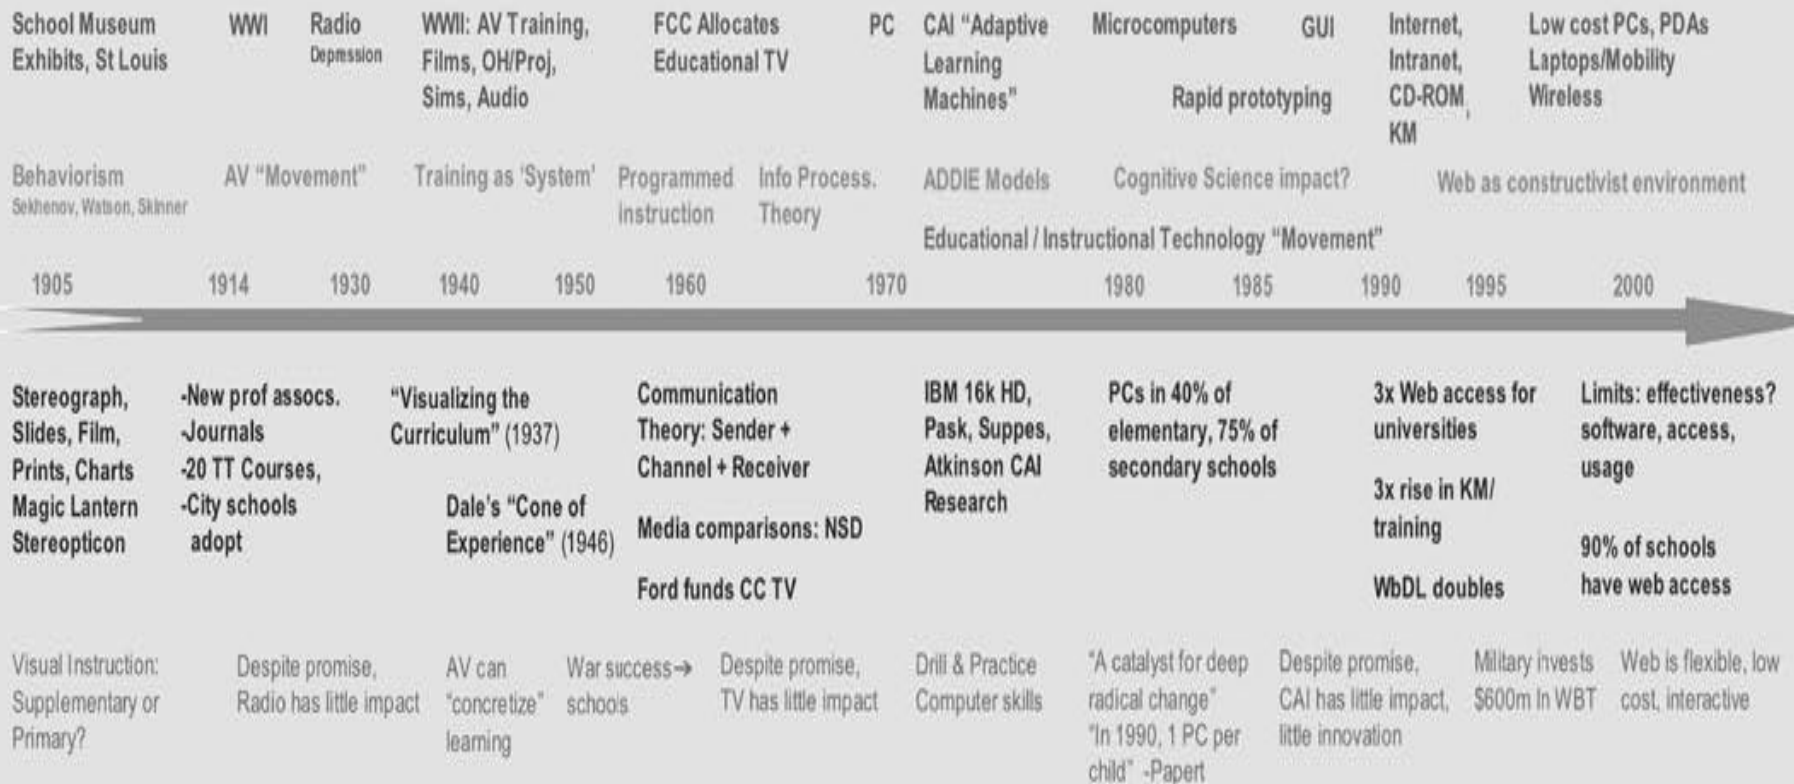 School Museum
Exhibits, St Louis
WWI
Radio
Depression
WWII: AV Training,
Films, OH/Proj,
Sims, Audio
FCC Allocates
Educational TV
PC
CAI "Adaptive
Learning
Machines"
Microcomputers
GUI
Rapid prototyping
Internet,
Intranet,
CD-ROM,
KM
Low cost PCs, PDAs
Laptops/Mobility
Wireless
Behaviorism
Sekhenov, Watson, Skinner
AV "Movement"
Training as 'System'
Programmed
instruction
Info Process.
Theory
ADDIE Models
Cognitive Science impact?
Web as constructivist environment
Educational / Instructional Technology "Movement"
1905 1914 1930 1940 1950 1960 1970 1980 1985 1990 1995 2000
Stereograph,
Slides, Film,
Prints, Charts
Magic Lantern
Stereopticon
-New prof assocs.
-Journals
-20 TT Courses,
-City schools
adopt
"Visualizing the
Curriculum" (1937)
Dale's "Cone of
Experience" (1946)
Communication
Theory: Sender +
Channel + Receiver
Media comparisons: NSD
Ford funds CC TV
IBM 16k HD,
Pask, Suppes,
Atkinson CAI
Research
PCs in 40% of
elementary, 75% of
secondary schools
3x Web access for
universities
3x rise in KM/
training
WbDL doubles
Limits: effectiveness?
software, access,
usage
90% of schools
have web access
Visual Instruction:
Supplementary or
Primary?
Despite promise,
Radio has little impact
AV can
"concretize"
learning
War success→
schools
Despite promise,
TV has little impact
Drill & Practice
Computer skills
"A catalyst for deep
radical change"
"In 1990, 1 PC per
child" -Papert
Despite promise,
CAI has little impact,
little innovation
Military invests
$600m In WBT
Web is flexible, low
cost, interactive